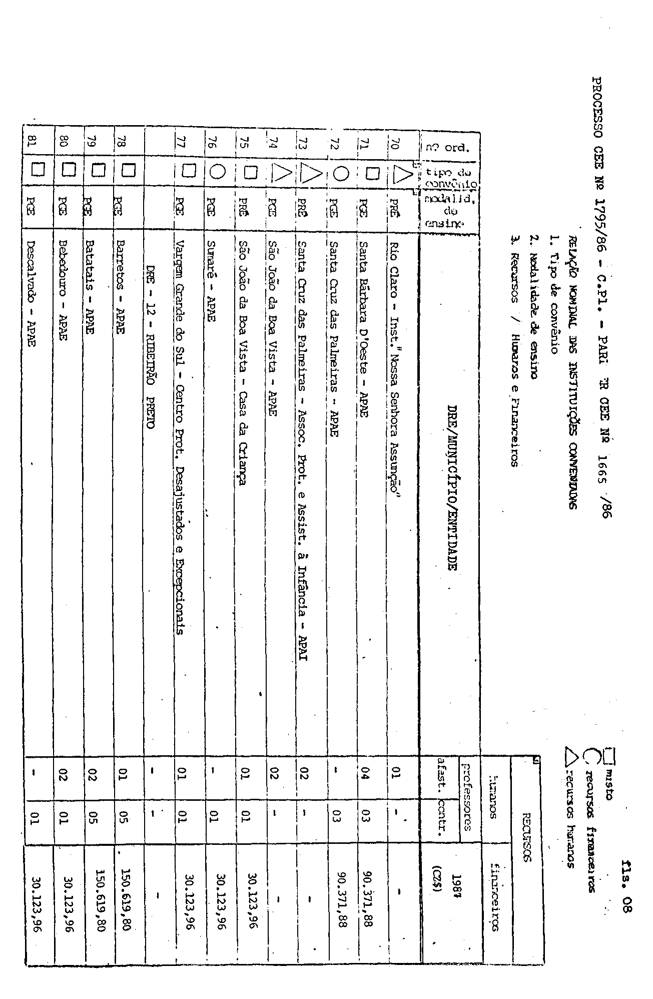 fls. 08
PROCESSO CEE Nº 1795/86 - C.Pl. - PARECER CEE Nº 1665 /86
RELAÇÃO NOMINAL DAS INSTITUIÇÕES CONVENIADAS
1. Tipo de convênio
2. Modalidade de ensino
3. Recursos / Humanos e Financeiros
misto
recursos financeiros
recursos humanos
RECURSOS
humanos financeiros
nº ord. tipo de convênio modalid. de ensino DRE/MUNICÍPIO/ENTIDADE professores 1987
afast. contr. (CZ$)
70 △ PRÉ Rio Claro - Inst. "Nossa Senhora Assunção" 01 - -
71 □ PGE Santa Bárbara D'Oeste - APAE 04 03 90.371,88
72 ○ PGE Santa Cruz das Palmeiras - APAE - 03 90.371,88
73 △ PRÉ Santa Cruz das Palmeiras - Assoc. Prot. e Assist. à Infância - APAI 02 - -
74 △ PGE São João da Boa Vista - APAE 02 - -
75 □ PRÉ São João da Boa Vista - Casa da Criança 01 01 30.123,96
76 ○ PGE Sumaré - APAE - 01 30.123,96
77 □ PGE Vargem Grande do Sul - Centro Prot. Desajustados e Excepcionais 01 01 30.123,96
DRE - 12 - RIBEIRÃO PRETO - - -
78 □ PGE Barretos - APAE 01 05 150.619,80
79 □ PGE Batatais - APAE 02 05 150.619,80
80 □ PGE Bebedouro - APAE 02 01 30.123,96
81 □ PGE Descalvado - APAE - 01 30.123,96